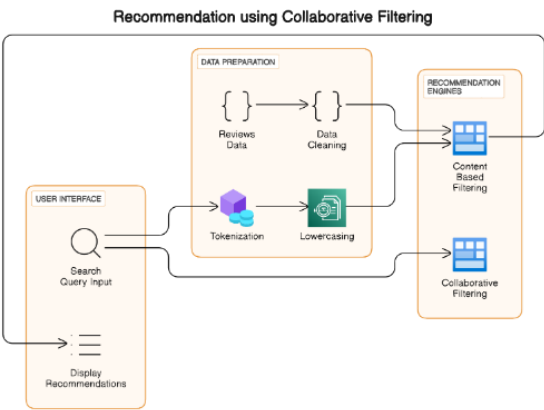 Recommendation using Collaborative Filtering
DATA PREPARATION
Reviews
Data
Data
Cleaning
Tokenization
Lowercasing
RECOMMENDATION
ENGINES
Content
Based
Filtering
Collaborative
Filtering
USER INTERFACE
Search
Query Input
Display
Recommendations